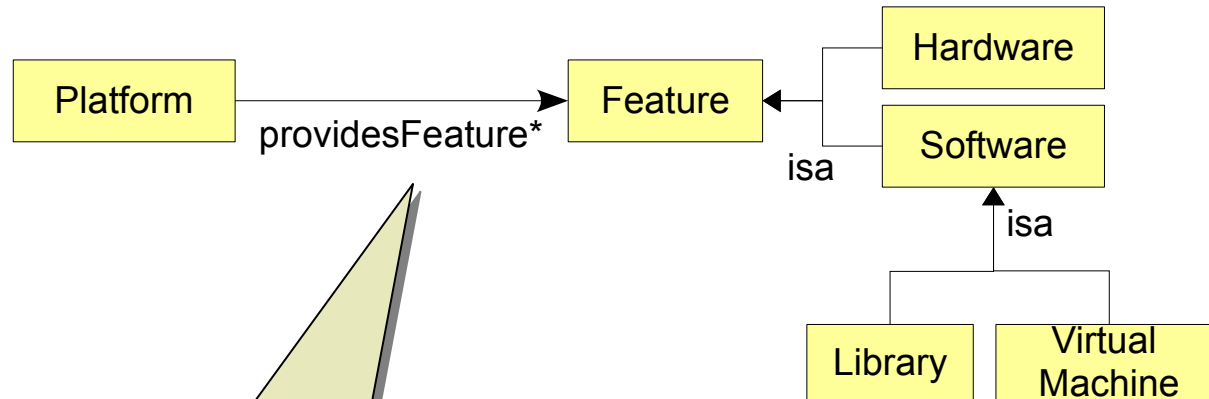 Hardware
Platform
Feature
providesFeature*
Software
isa
isa
Library
Virtual
Machine